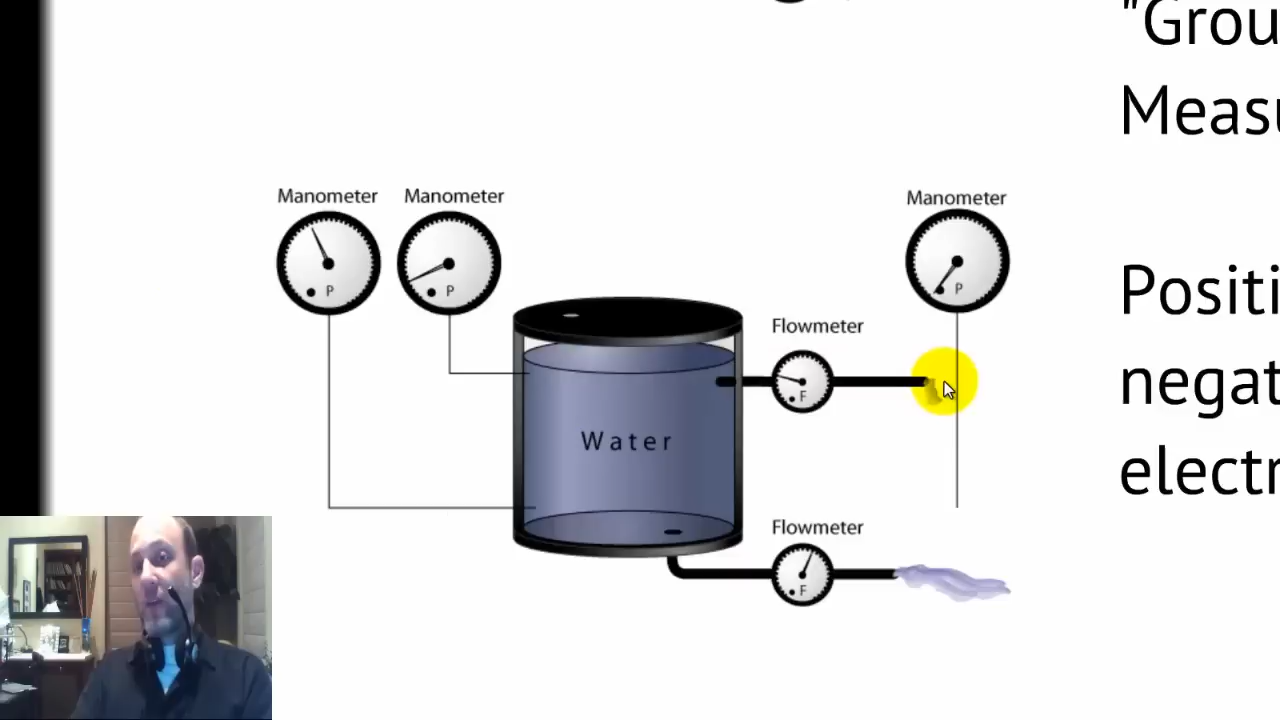 "Grou
Measu
Manometer
Manometer
Manometer
P
P
P
Positi
negat
electr
Flowmeter
F
Water
Flowmeter
F